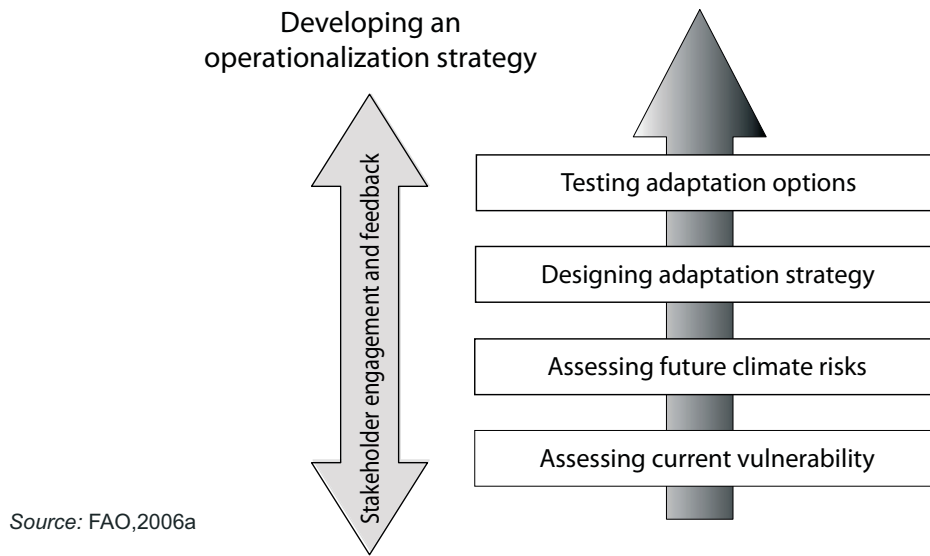 Developing an
operationalization strategy
Stakeholder engagement and feedback
Testing adaptation options
Designing adaptation strategy
Assessing future climate risks
Assessing current vulnerability
Source: FAO,2006a